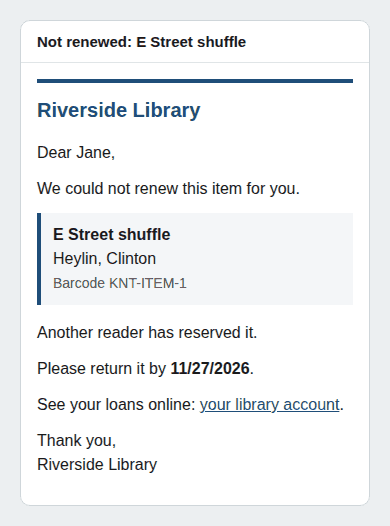 Not renewed: E Street shuffle
Riverside Library
Dear Jane,
We could not renew this item for you.
E Street shuffle
Heylin, Clinton
Barcode KNT-ITEM-1
Another reader has reserved it.
Please return it by 11/27/2026.
See your loans online: your library account.
Thank you,
Riverside Library